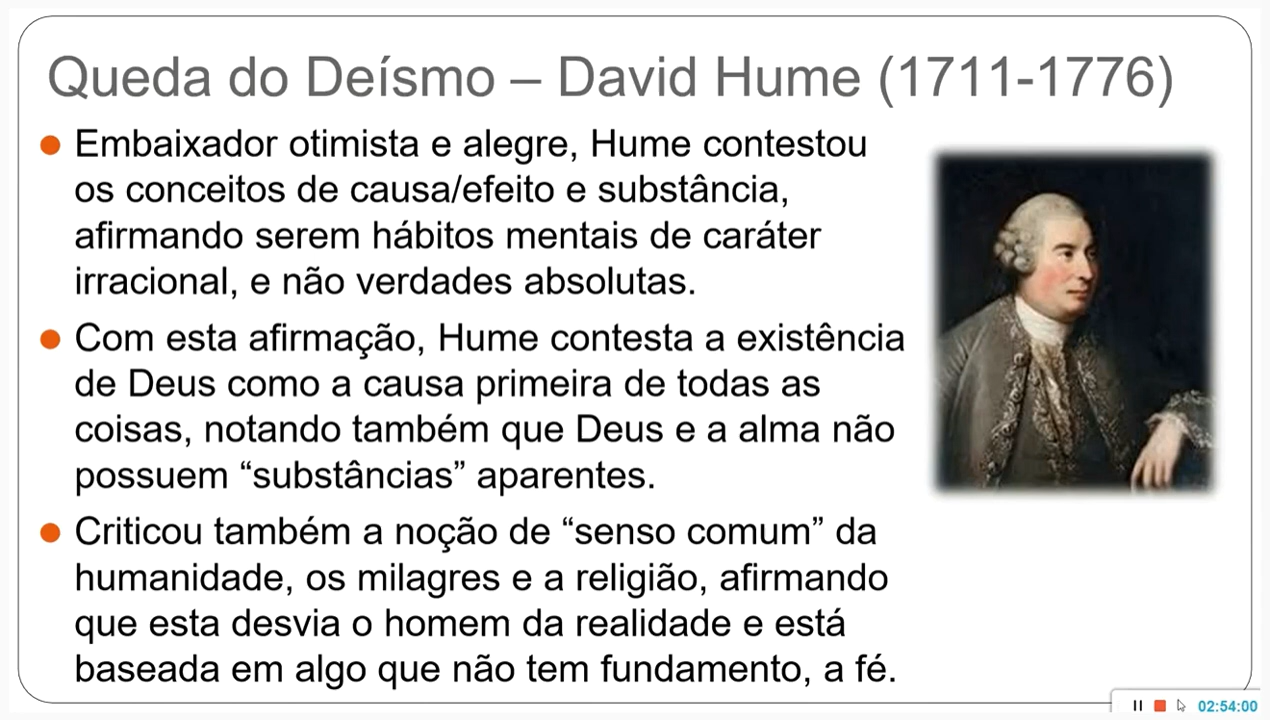 Queda do Deísmo – David Hume (1711-1776)
Embaixador otimista e alegre, Hume contestou
os conceitos de causa/efeito e substância,
afirmando serem hábitos mentais de caráter
irracional, e não verdades absolutas.
Com esta afirmação, Hume contesta a existência
de Deus como a causa primeira de todas as
coisas, notando também que Deus e a alma não
possuem “substâncias” aparentes.
Criticou também a noção de “senso comum” da
humanidade, os milagres e a religião, afirmando
que esta desvia o homem da realidade e está
baseada em algo que não tem fundamento, a fé.
02:54:00